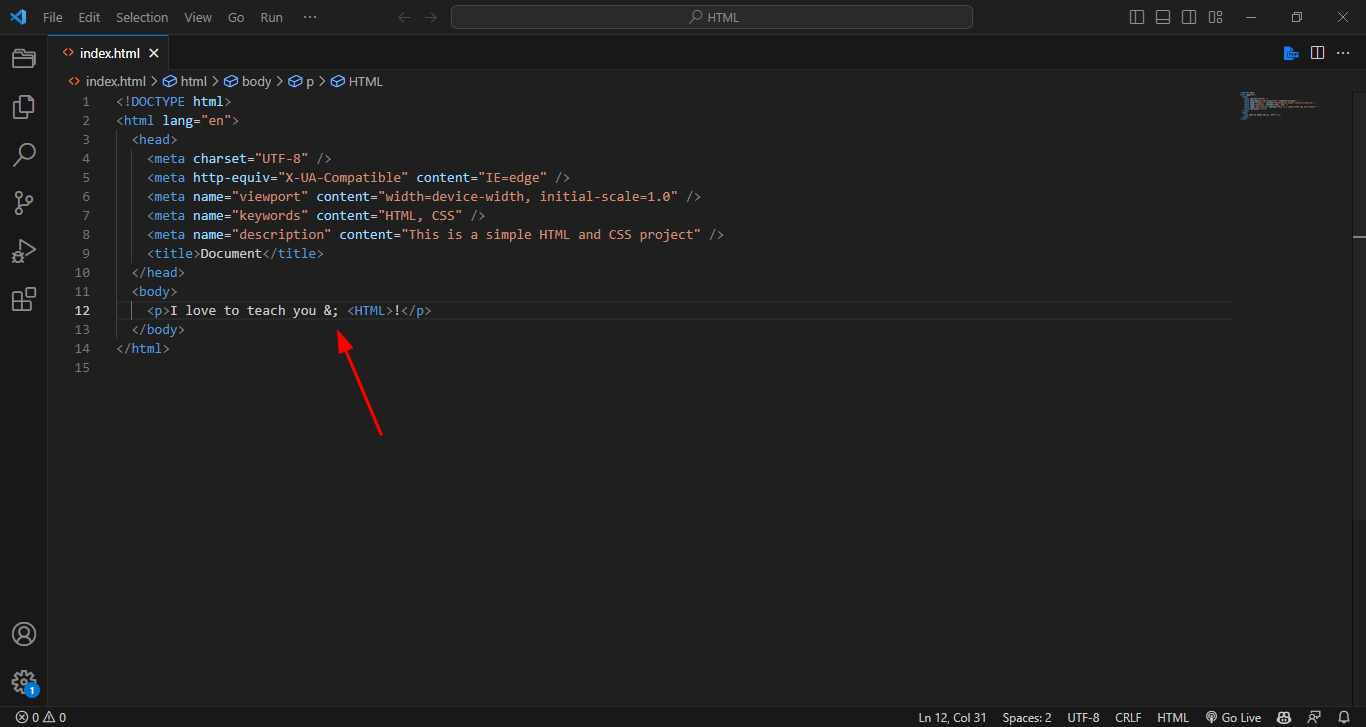 File Edit Selection View Go Run ··· HTML
index.html
index.html > html > body > p > HTML
1 <!DOCTYPE html>
2 <html lang="en">
3 <head>
4 <meta charset="UTF-8" />
5 <meta http-equiv="X-UA-Compatible" content="IE=edge" />
6 <meta name="viewport" content="width=device-width, initial-scale=1.0" />
7 <meta name="keywords" content="HTML, CSS" />
8 <meta name="description" content="This is a simple HTML and CSS project" />
9 <title>Document</title>
10 </head>
11 <body>
12 <p>I love to teach you &; <HTML>!</p>
13 </body>
14 </html>
15
1
0 0 Ln 12, Col 31 Spaces: 2 UTF-8 CRLF HTML Go Live